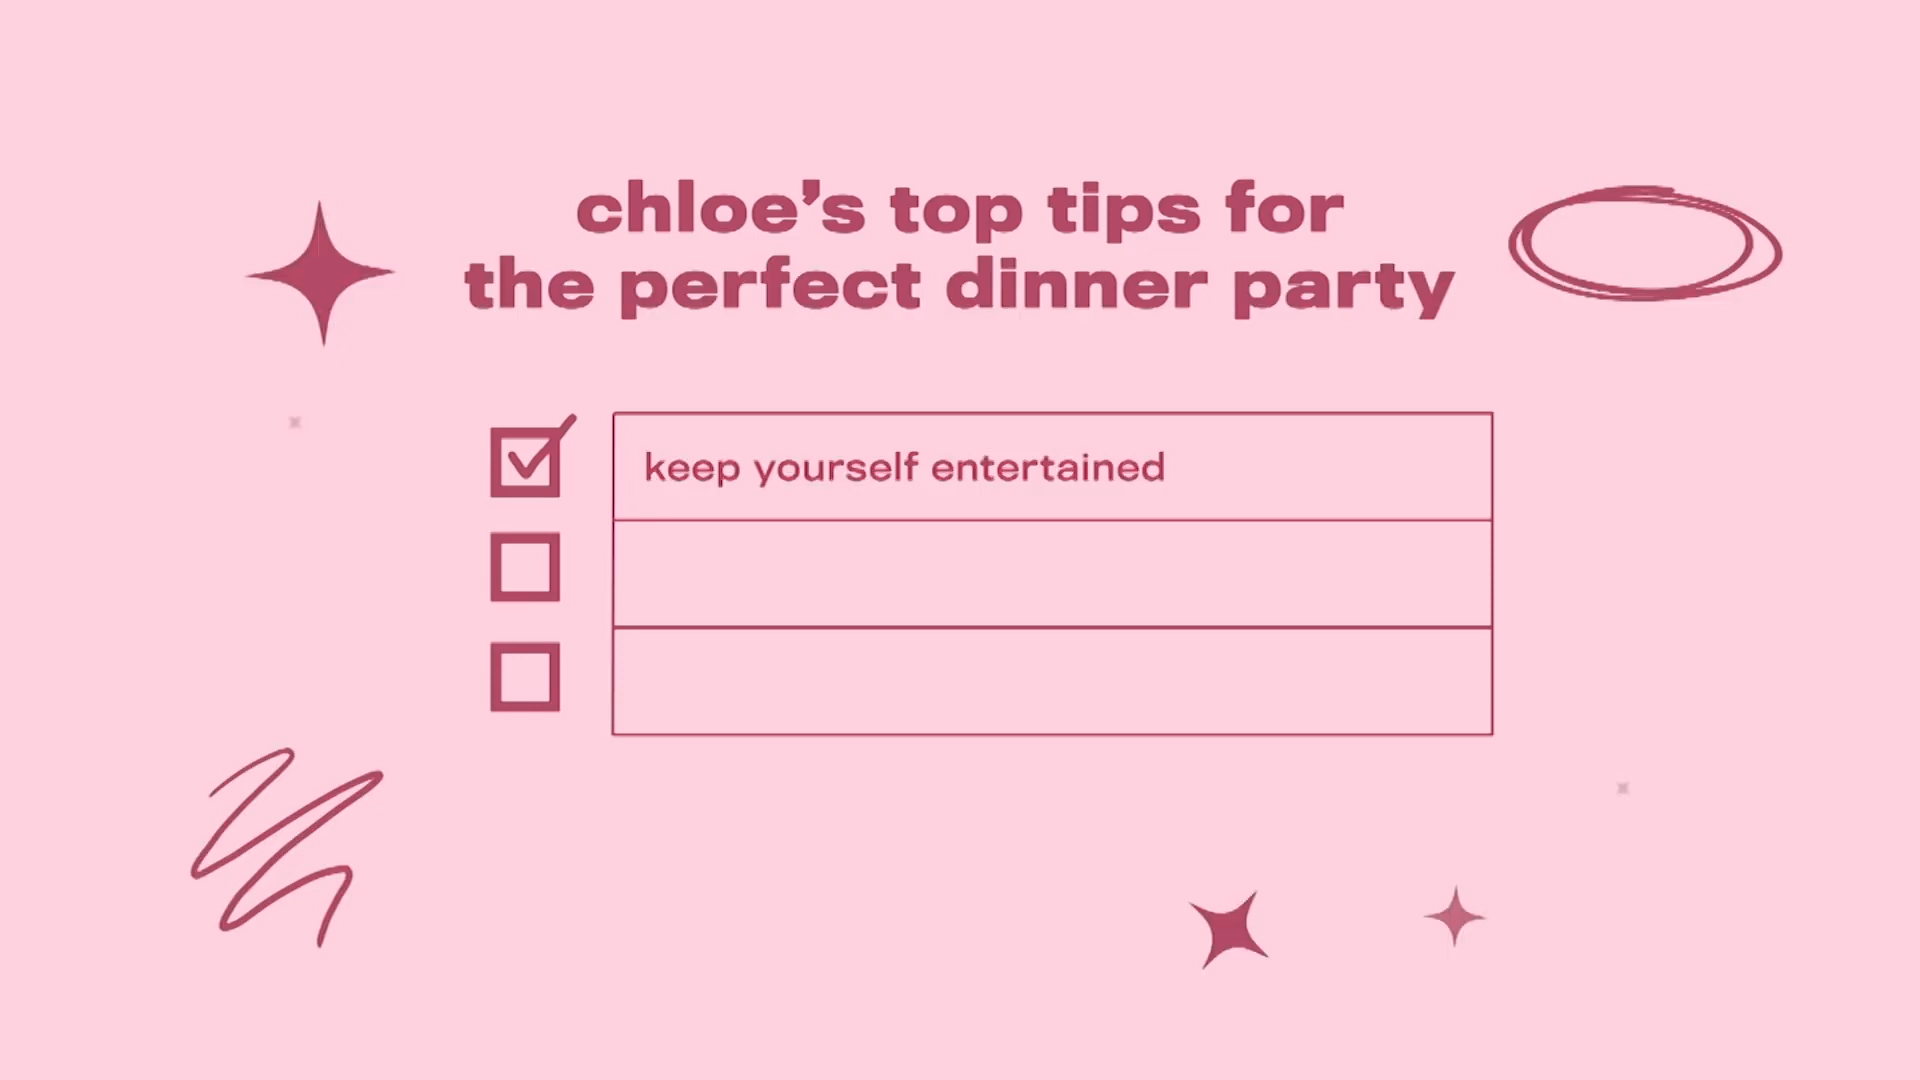 chloe’s top tips for
the perfect dinner party
keep yourself entertained